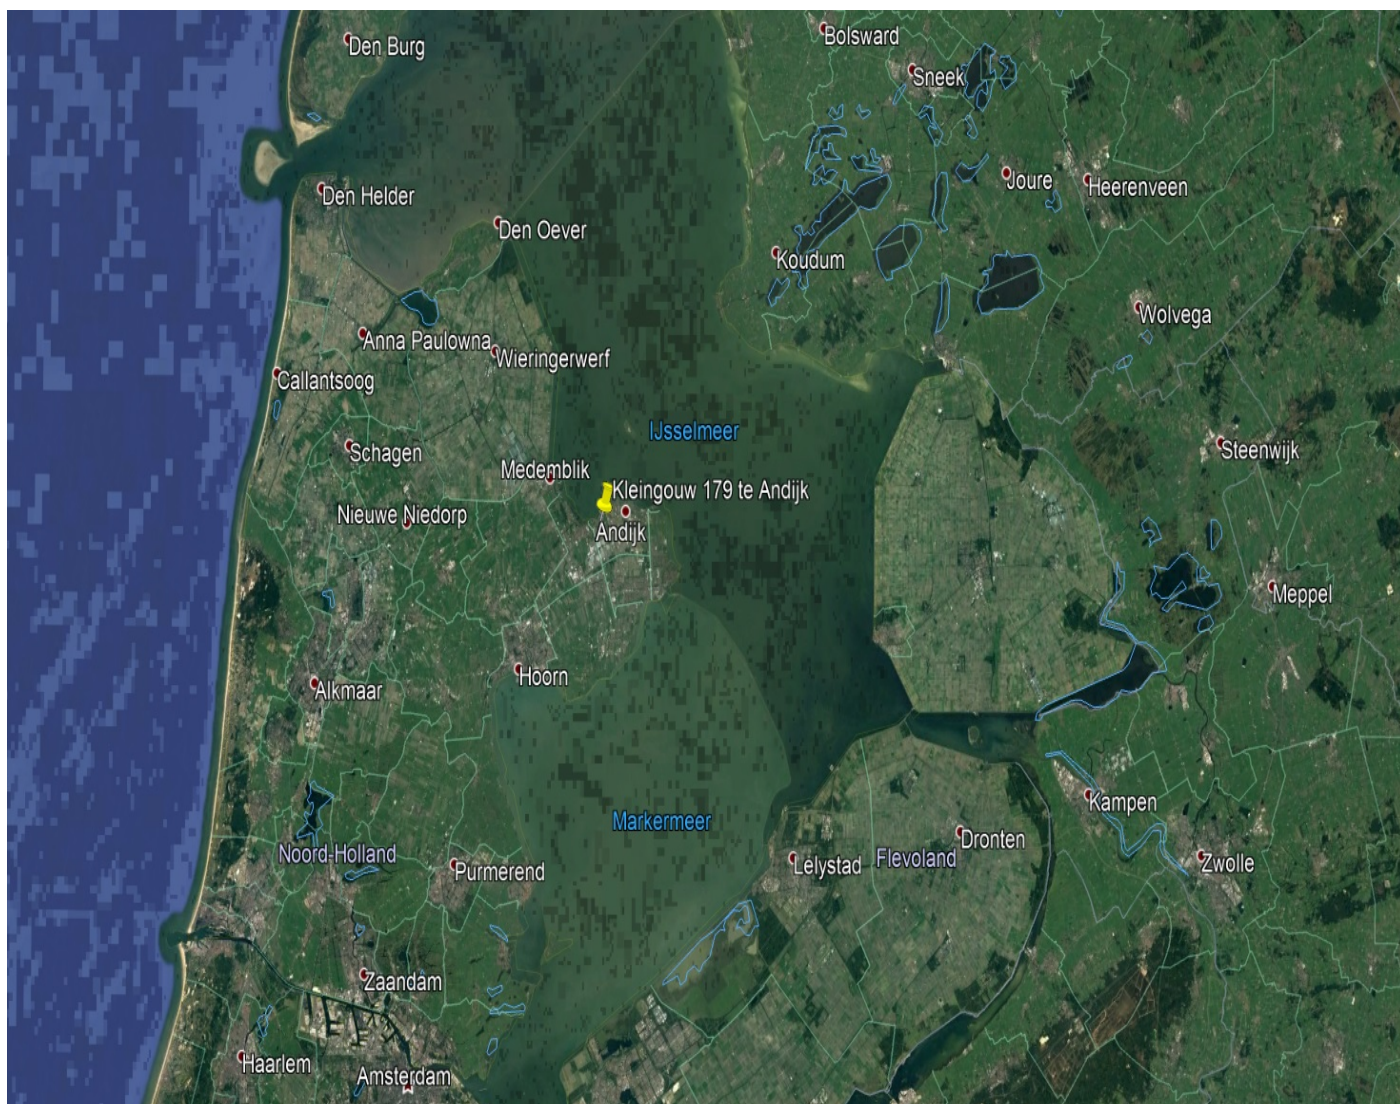 Den Burg
Bolsward
Sneek
Joure
Heerenveen
Den Helder
Den Oever
Koudum
Wolvega
Anna Paulowna
Wieringerwerf
Callantsoog
IJsselmeer
Schagen
Steenwijk
Medemblik
Kleingouw 179 te Andijk
Nieuwe Niedorp
Andijk
Meppel
Hoorn
Alkmaar
Kampen
Markermeer
Dronten
Noord-Holland
Flevoland
Lelystad
Zwolle
Purmerend
Zaandam
Haarlem
Amsterdam